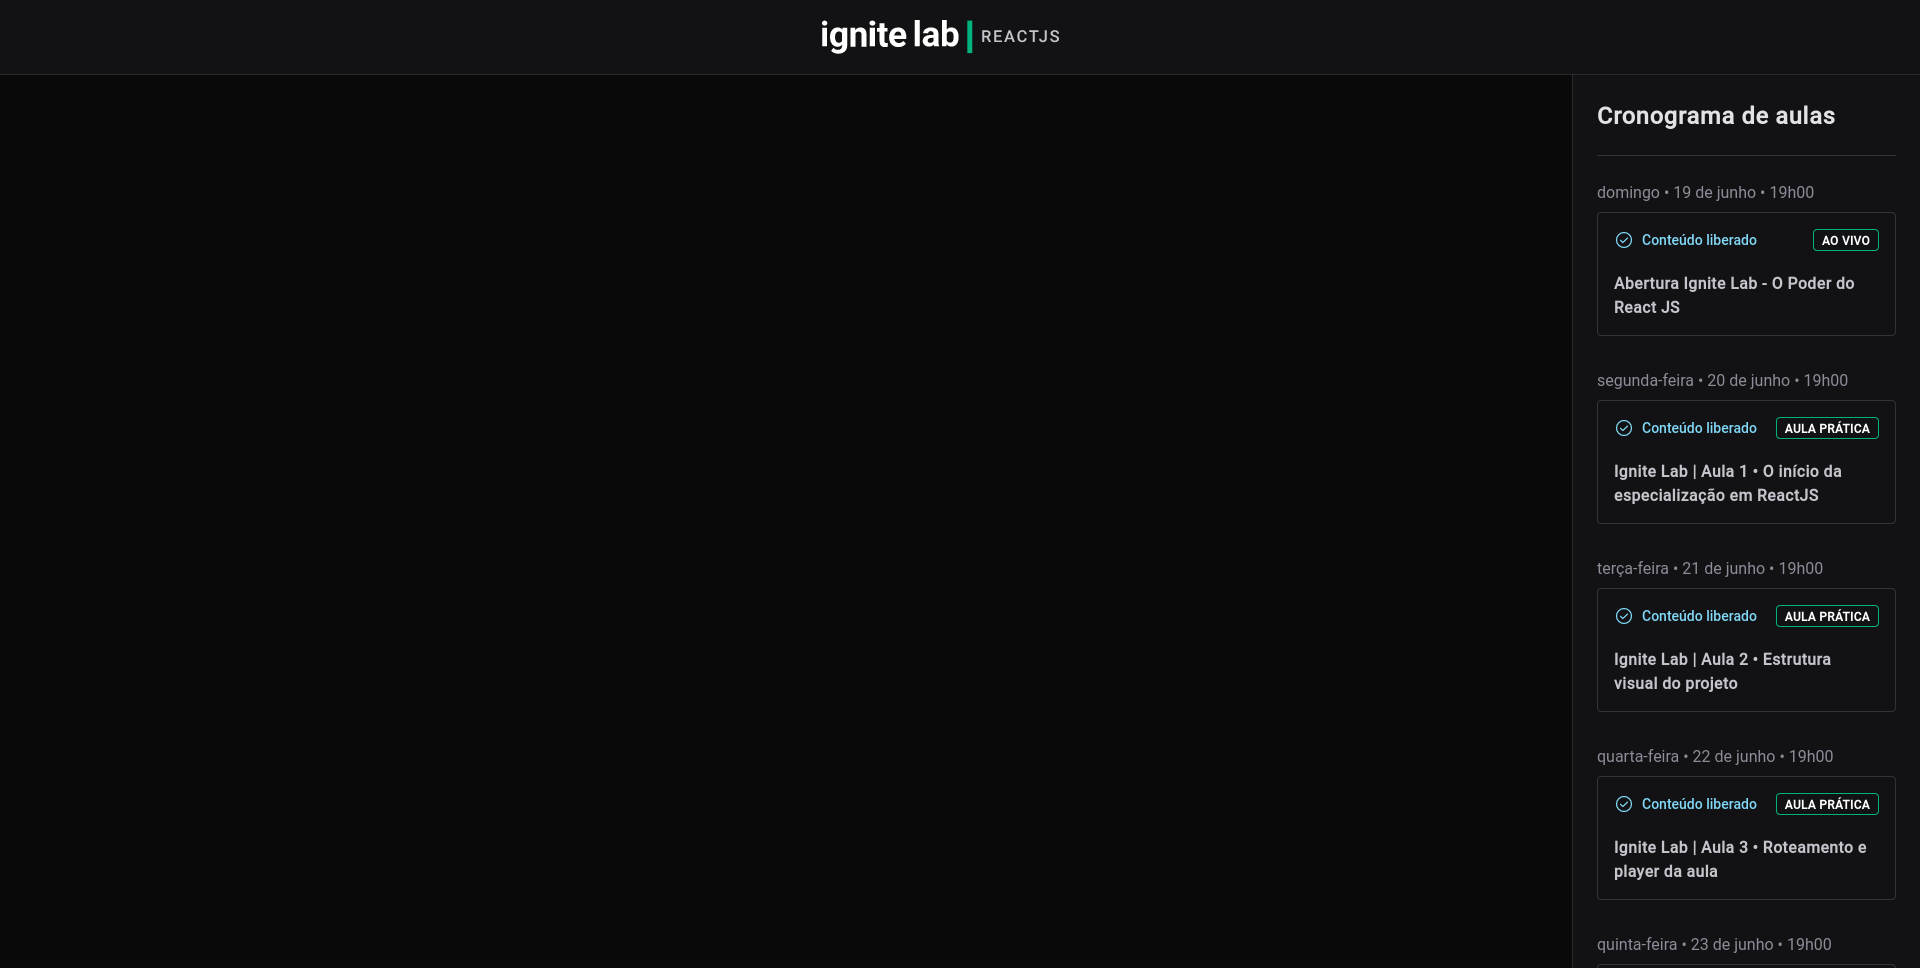 ignite lab | REACTJS
Cronograma de aulas
domingo • 19 de junho • 19h00
Conteúdo liberado AO VIVO
Abertura Ignite Lab - O Poder do
React JS
segunda-feira • 20 de junho • 19h00
Conteúdo liberado AULA PRÁTICA
Ignite Lab | Aula 1 • O início da
especialização em ReactJS
terça-feira • 21 de junho • 19h00
Conteúdo liberado AULA PRÁTICA
Ignite Lab | Aula 2 • Estrutura
visual do projeto
quarta-feira • 22 de junho • 19h00
Conteúdo liberado AULA PRÁTICA
Ignite Lab | Aula 3 • Roteamento e
player da aula
quinta-feira • 23 de junho • 19h00